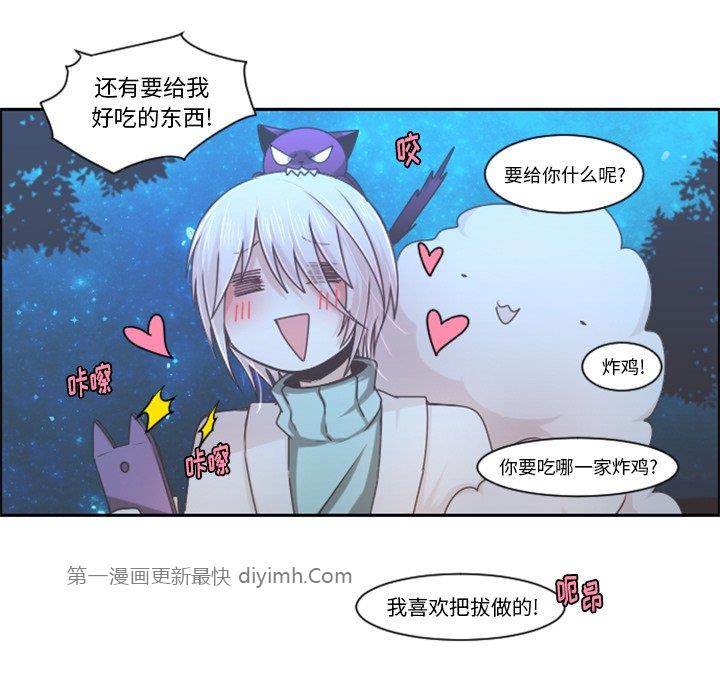 还有要给我
好吃的东西!
咬
要给你什么呢?
炸鸡!
咔嚓
咔嚓
你要吃哪一家炸鸡?
第一漫画更新最快 diyimh.Com
我喜欢把拔做的!
呃昂